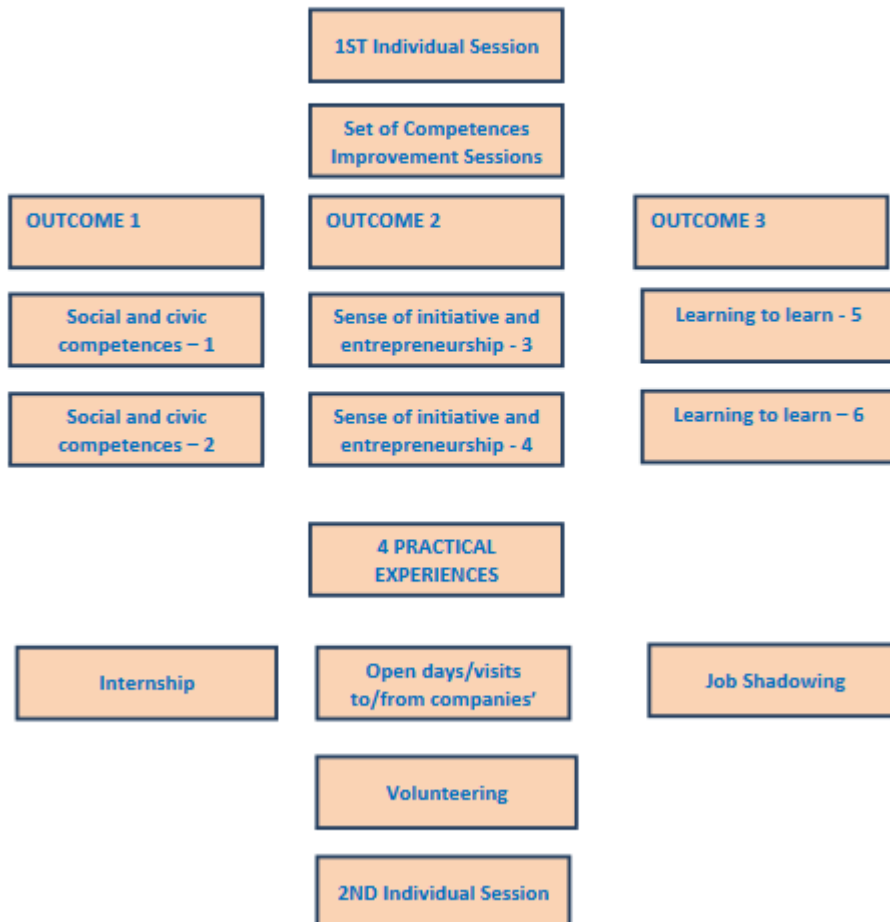 1ST Individual Session
Set of Competences
Improvement Sessions
OUTCOME 1
OUTCOME 2
OUTCOME 3
Social and civic
competences – 1
Sense of initiative and
entrepreneurship - 3
Learning to learn - 5
Social and civic
competences – 2
Sense of initiative and
entrepreneurship - 4
Learning to learn – 6
4 PRACTICAL
EXPERIENCES
Internship
Open days/visits
to/from companies’
Job Shadowing
Volunteering
2ND Individual Session